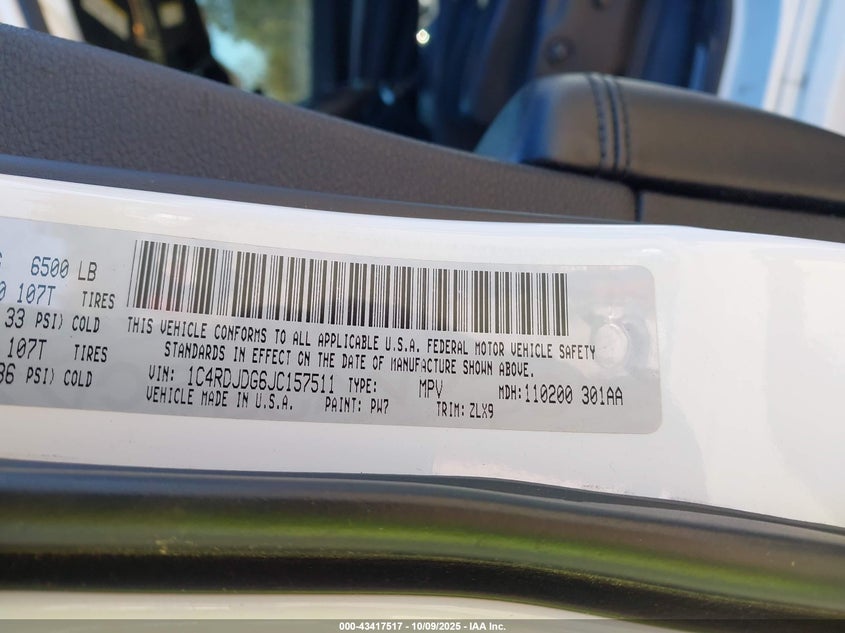 6500 LB
107T TIRES
33 PSI) COLD
107T TIRES
36 PSI) COLD
THIS VEHICLE CONFORMS TO ALL APPLICABLE U.S.A. FEDERAL MOTOR VEHICLE SAFETY
STANDARDS IN EFFECT ON THE DATE OF MANUFACTURE SHOWN ABOVE.
VIN: 1C4RDJDG6JC157511 TYPE: MPV MDH:110200 301AA
VEHICLE MADE IN U.S.A. PAINT: PW7 TRIM: ZLX9
000-43417517 - 10/09/2025 - IAA Inc.